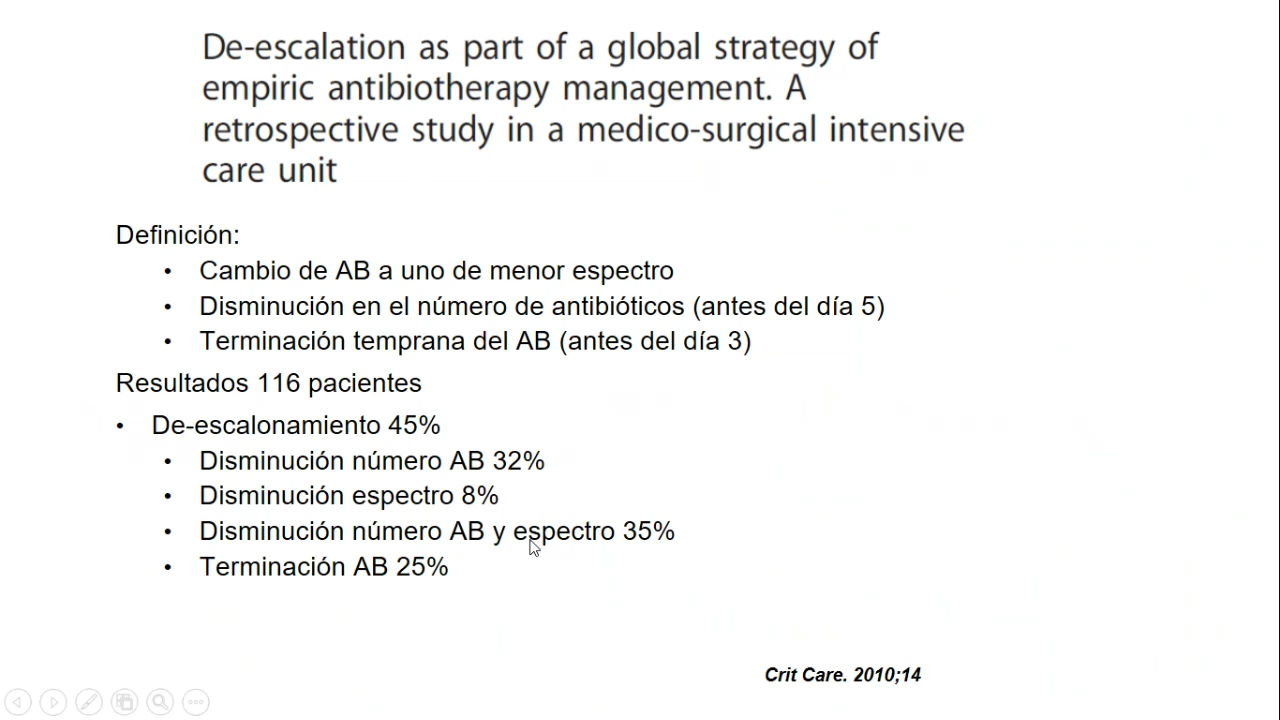 De-escalation as part of a global strategy of
empiric antibiotherapy management. A
retrospective study in a medico-surgical intensive
care unit
Definición:
• Cambio de AB a uno de menor espectro
• Disminución en el número de antibióticos (antes del día 5)
• Terminación temprana del AB (antes del día 3)
Resultados 116 pacientes
• De-escalonamiento 45%
• Disminución número AB 32%
• Disminución espectro 8%
• Disminución número AB y espectro 35%
• Terminación AB 25%
Crit Care. 2010;14